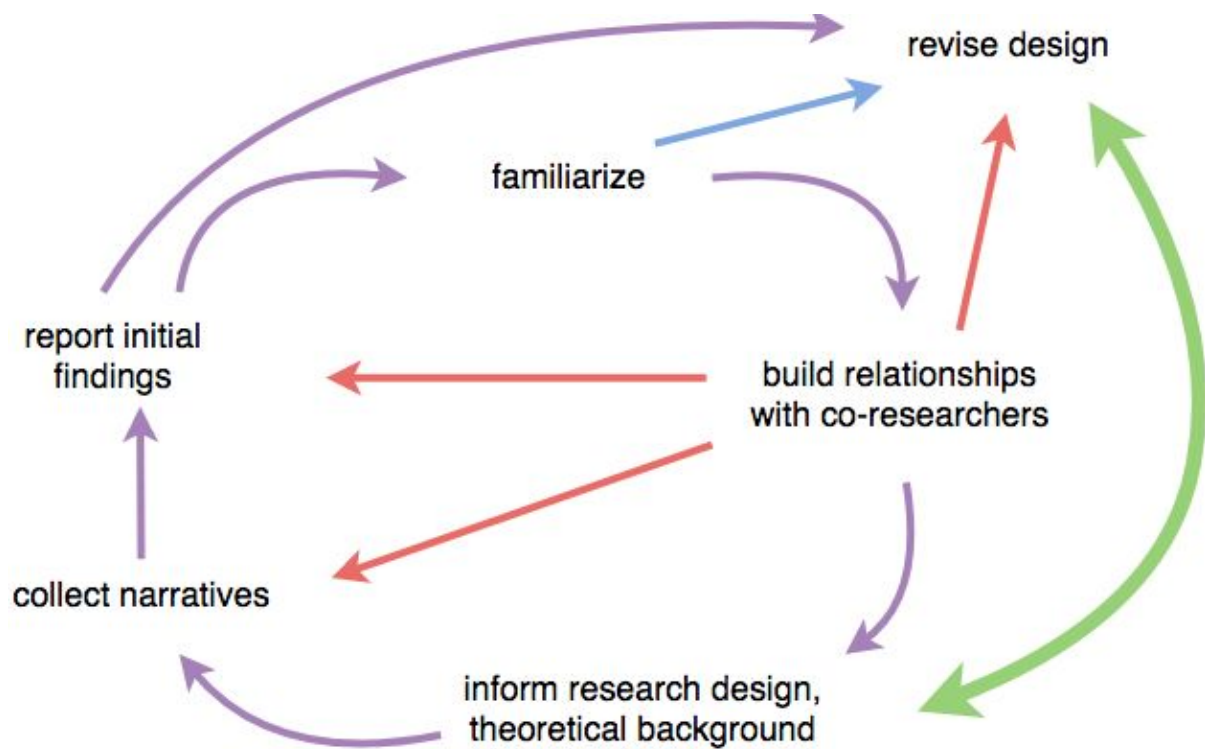 revise design
familiarize
report initial
findings
build relationships
with co-researchers
collect narratives
inform research design,
theoretical background